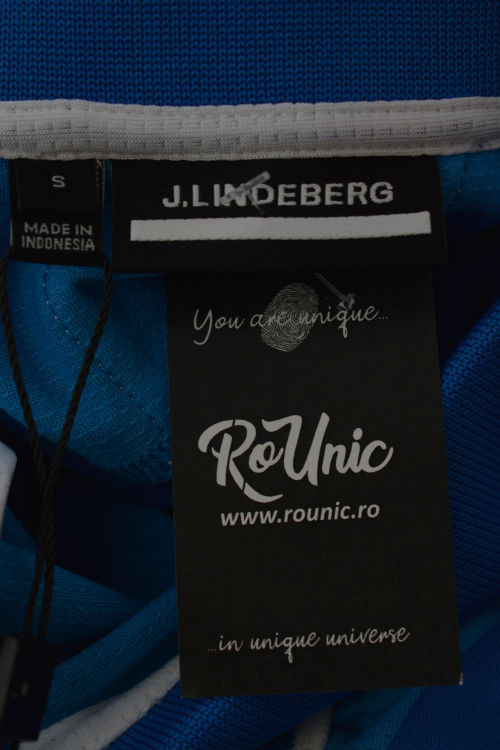 S
MADE IN
INDONESIA
J.LINDEBERG
You are unique...
RoUnic
www.rounic.ro
...in unique universe